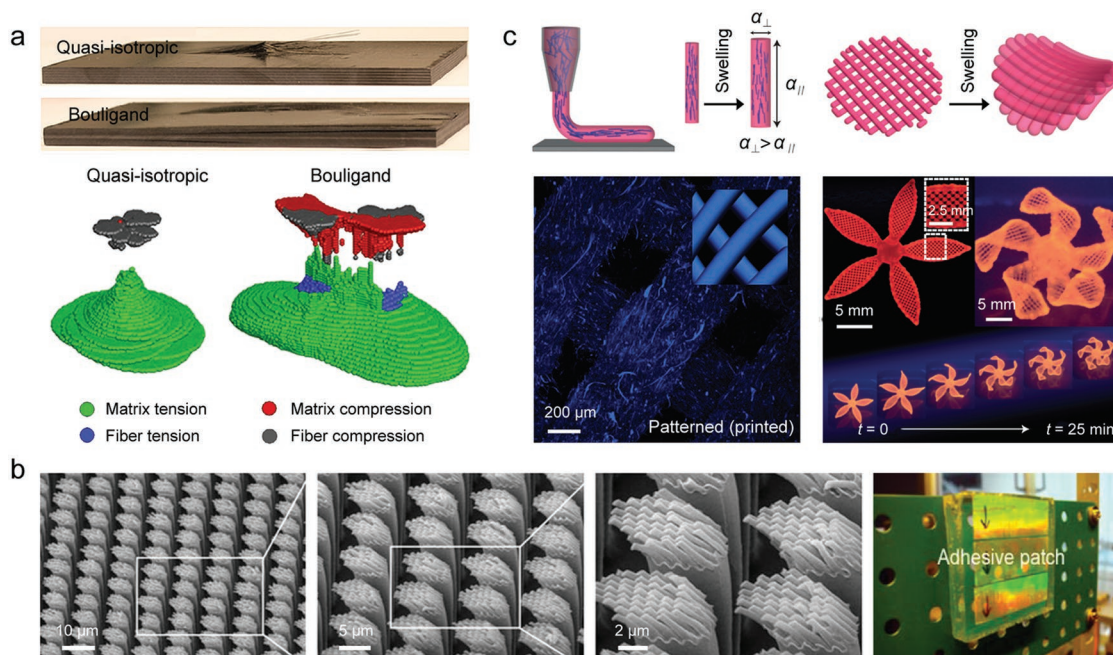 a
Quasi-isotropic
Bouligand
Quasi-isotropic
Bouligand
Matrix tension
Matrix compression
Fiber tension
Fiber compression
c
Swelling
α⊥
α//
α⊥> α//
Swelling
200 µm
Patterned (printed)
2.5 mm
5 mm
5 mm
t = 0
t = 25 min
b
10 µm
5 µm
2 µm
Adhesive patch